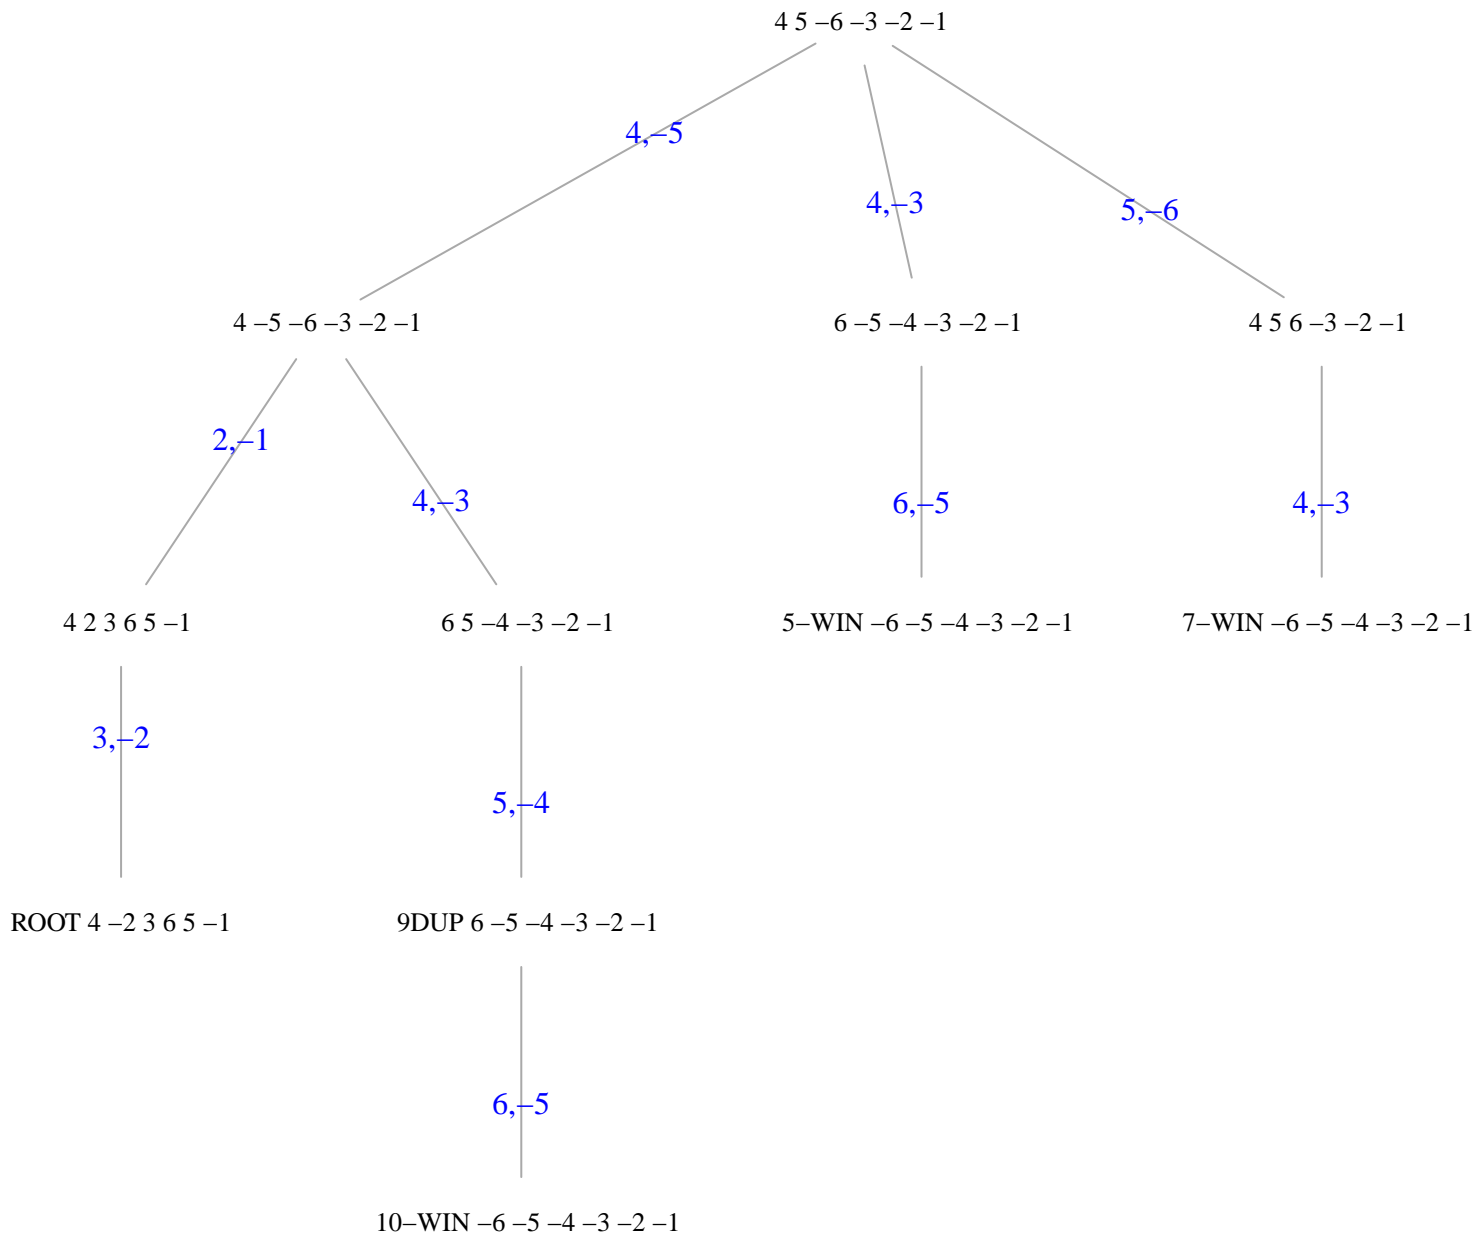 4 5 –6 –3 –2 –1
4,–5
4,–3
5,–6
4 –5 –6 –3 –2 –1
6 –5 –4 –3 –2 –1
4 5 6 –3 –2 –1
2,–1
4,–3
6,–5
4,–3
4 2 3 6 5 –1
6 5 –4 –3 –2 –1
5–WIN –6 –5 –4 –3 –2 –1
7–WIN –6 –5 –4 –3 –2 –1
3,–2
5,–4
ROOT 4 –2 3 6 5 –1
9DUP 6 –5 –4 –3 –2 –1
6,–5
10–WIN –6 –5 –4 –3 –2 –1